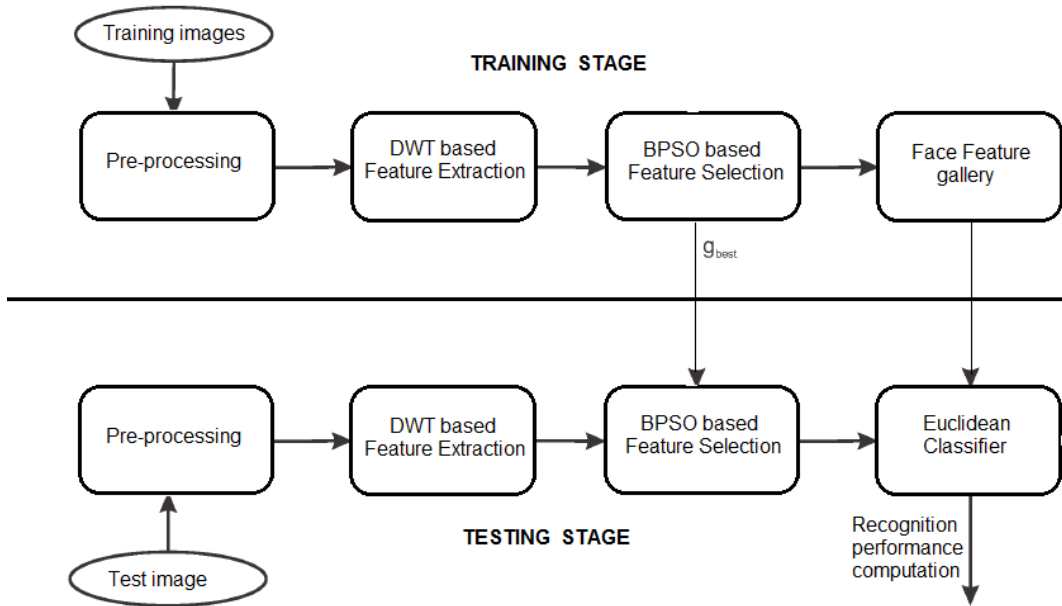 Training images
TRAINING STAGE
Pre-processing
DWT based
Feature Extraction
BPSO based
Feature Selection
Face Feature
gallery
gbest
Pre-processing
DWT based
Feature Extraction
BPSO based
Feature Selection
Euclidean
Classifier
TESTING STAGE
Recognition
performance
computation
Test image